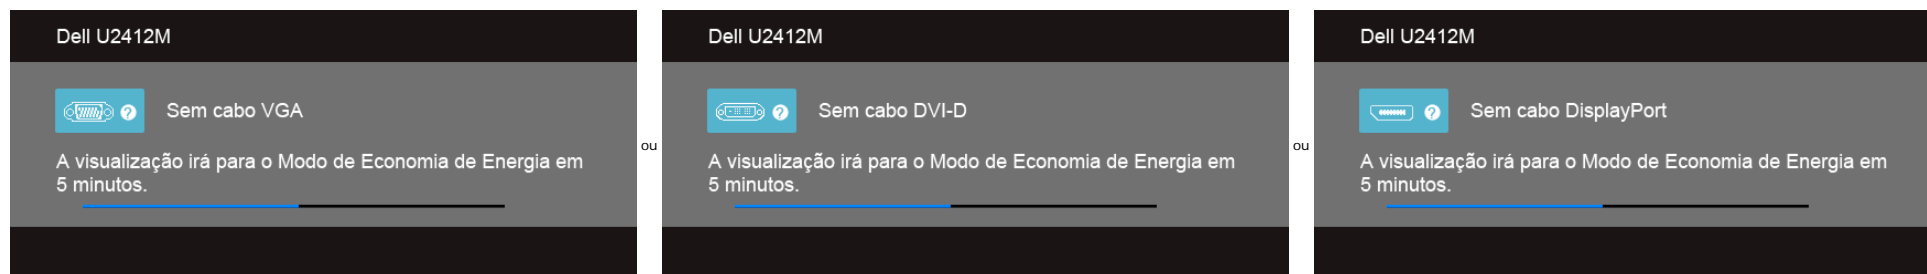 Dell U2412M
Sem cabo VGA
A visualização irá para o Modo de Economia de Energia em
5 minutos.
ou
Dell U2412M
Sem cabo DVI-D
A visualização irá para o Modo de Economia de Energia em
5 minutos.
ou
Dell U2412M
Sem cabo DisplayPort
A visualização irá para o Modo de Economia de Energia em
5 minutos.